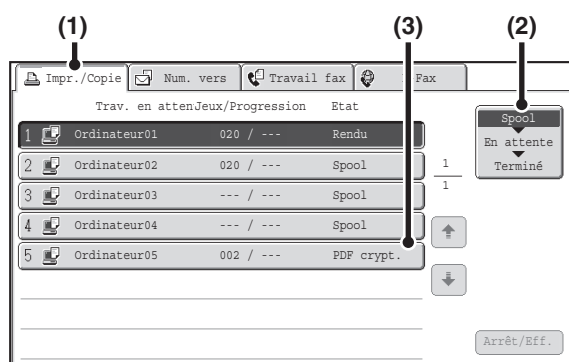 (1) (3) (2)
Impr./Copie Num. vers Travail fax Fax
Trav. en attenJeux/Progression Etat
1 Ordinateur01 020 / --- Rendu
2 Ordinateur02 020 / --- Spool
3 Ordinateur03 --- / --- Spool
4 Ordinateur04 --- / --- Spool
5 Ordinateur05 002 / --- PDF crypt.
1
1
Spool
En attente
Terminé
Arrêt/Eff.